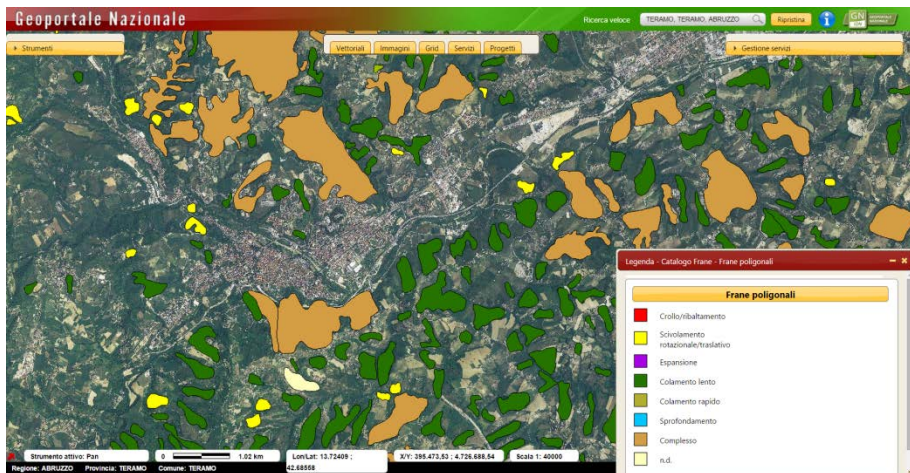 Geoportale Nazionale
Ricerca veloce
TERAMO, TERAMO, ABRUZZO
Ripristina
GN
GEOPORTALE
NAZIONALE
Strumenti
Vettoriali
Immagini
Grid
Servizi
Progetti
Gestione servizi
Legenda - Catalogo Frane - Frane poligonali
Frane poligonali
Crollo/ribaltamento
Scivolamento
rotazionale/traslativo
Espansione
Colamento lento
Colamento rapido
Sprofondamento
Complesso
n.d.
Strumento attivo: Pan
0
1.02 km
Lon/Lat: 13.72409 ;
42.68558
X/Y: 395.473,53 ; 4.726.688,54
Scala 1: 40000
Regione: ABRUZZO Provincia: TERAMO Comune: TERAMO